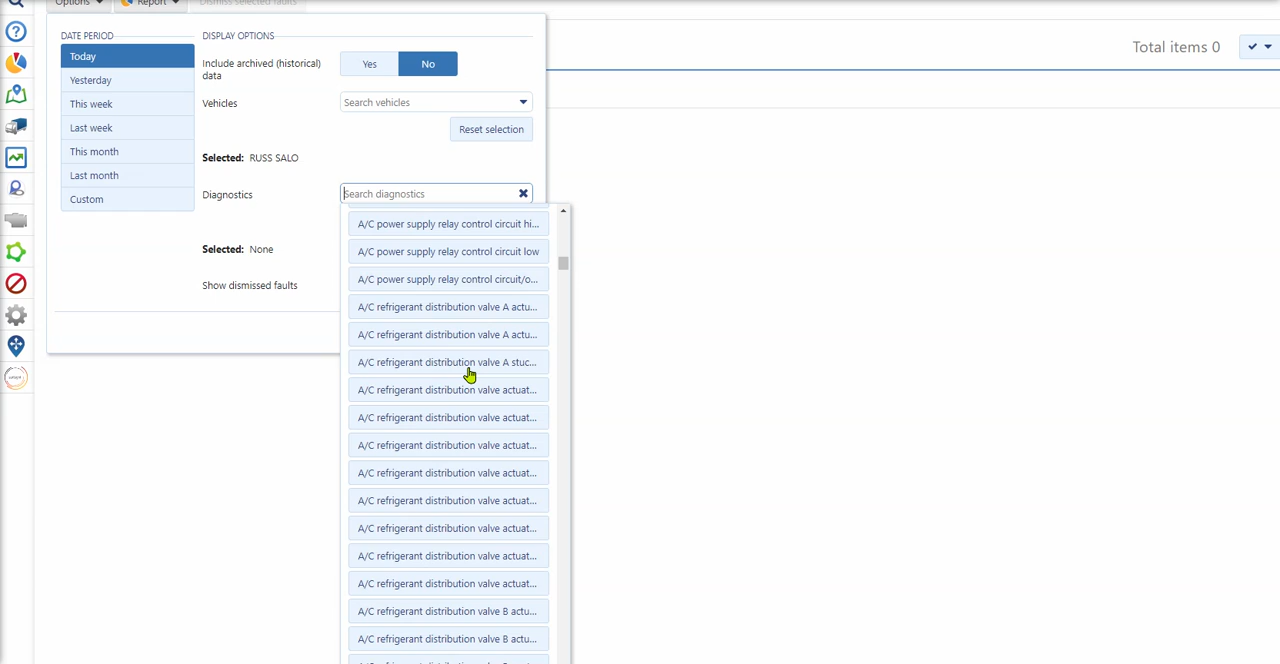 Options
Report
Dismiss selected faults
DATE PERIOD
Today
Yesterday
This week
Last week
This month
Last month
Custom
DISPLAY OPTIONS
Include archived (historical)
data
Yes
No
Vehicles
Search vehicles
Reset selection
Selected: RUSS SALO
Diagnostics
Search diagnostics
Selected: None
Show dismissed faults
A/C power supply relay control circuit hi...
A/C power supply relay control circuit low
A/C power supply relay control circuit/o...
A/C refrigerant distribution valve A actu...
A/C refrigerant distribution valve A actu...
A/C refrigerant distribution valve A stuc...
A/C refrigerant distribution valve actuat...
A/C refrigerant distribution valve actuat...
A/C refrigerant distribution valve actuat...
A/C refrigerant distribution valve actuat...
A/C refrigerant distribution valve actuat...
A/C refrigerant distribution valve actuat...
A/C refrigerant distribution valve actuat...
A/C refrigerant distribution valve actuat...
A/C refrigerant distribution valve B actu...
A/C refrigerant distribution valve B actu...
Total items 0